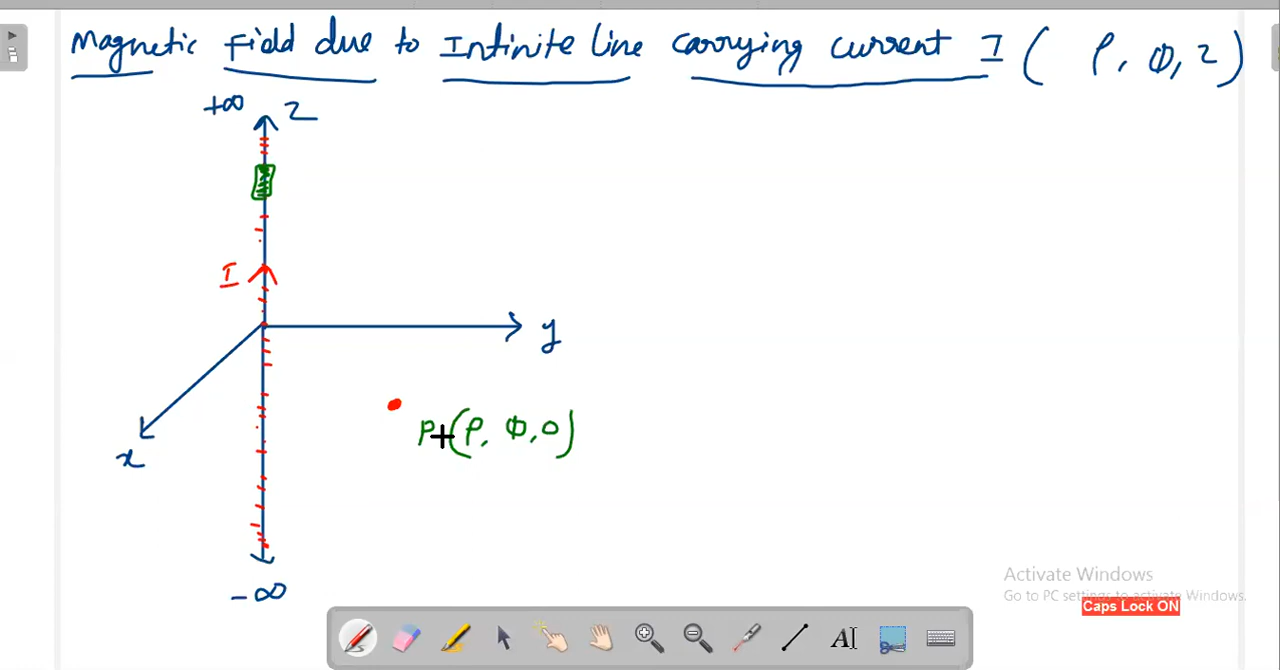 Magnetic Field due to Infinite line carrying current I ( ρ, Φ, z )
+∞ z
I
y
P (ρ, Φ, 0)
x
-∞
Activate Windows
Go to PC settings to activate Windows.
Caps Lock ON
AI